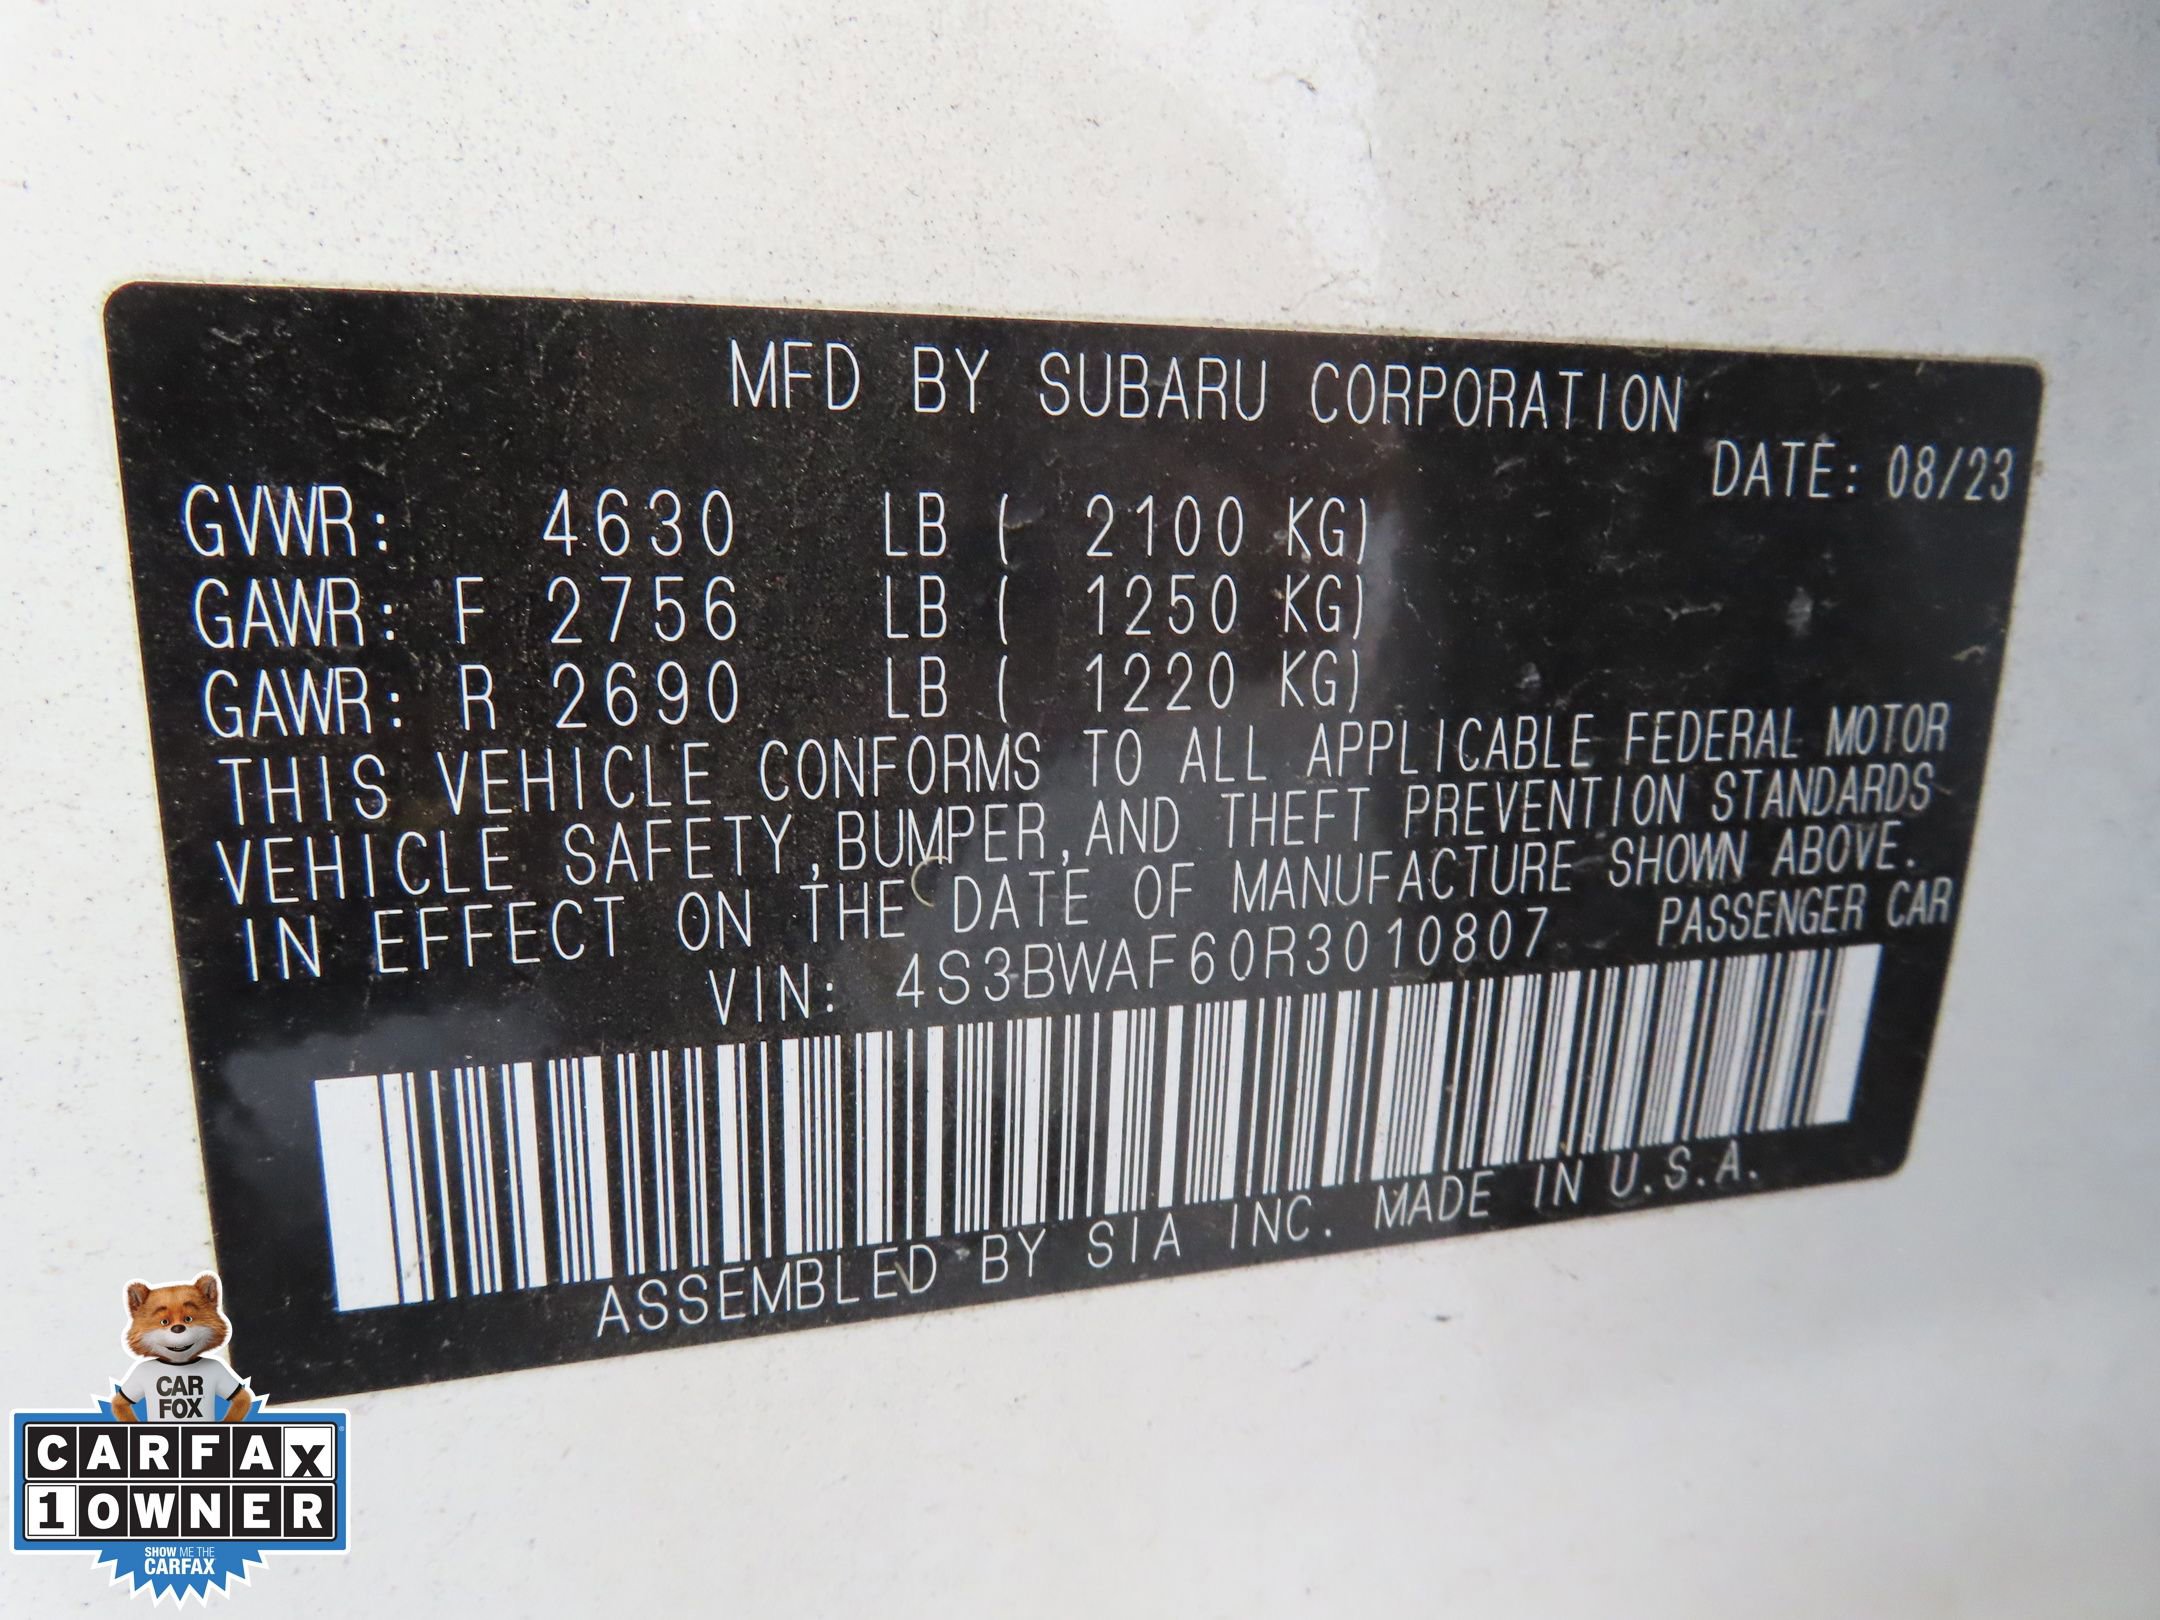 MFD BY SUBARU CORPORATION
DATE: 08/23
GVWR: 4630 LB ( 2100 KG)
GAWR: F 2756 LB ( 1250 KG)
GAWR: R 2690 LB ( 1220 KG)
THIS VEHICLE CONFORMS TO ALL APPLICABLE FEDERAL MOTOR
VEHICLE SAFETY,BUMPER,AND THEFT PREVENTION STANDARDS
IN EFFECT ON THE DATE OF MANUFACTURE SHOWN ABOVE.
VIN: 4S3BWAF60R3010807 PASSENGER CAR
ASSEMBLED BY SIA INC. MADE IN U.S.A.
CAR
FOX
CARFAX
1 OWNER
SHOW ME THE
CARFAX